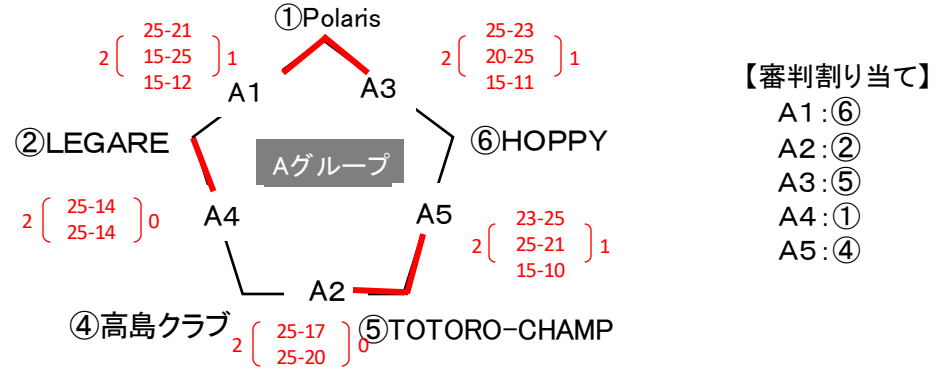 ①Polaris
25-21
2 15-25 1
15-12
25-23
2 20-25 1
15-11
A1
A3
②LEGARE
⑥HOPPY
Aグループ
2 25-14 0
25-14
A4
A5
23-25
2 25-21 1
15-10
A2
④高島クラブ
⑤TOTORO-CHAMP
2 25-17 0
25-20
【審判割り当て】
A1:⑥
A2:②
A3:⑤
A4:①
A5:④